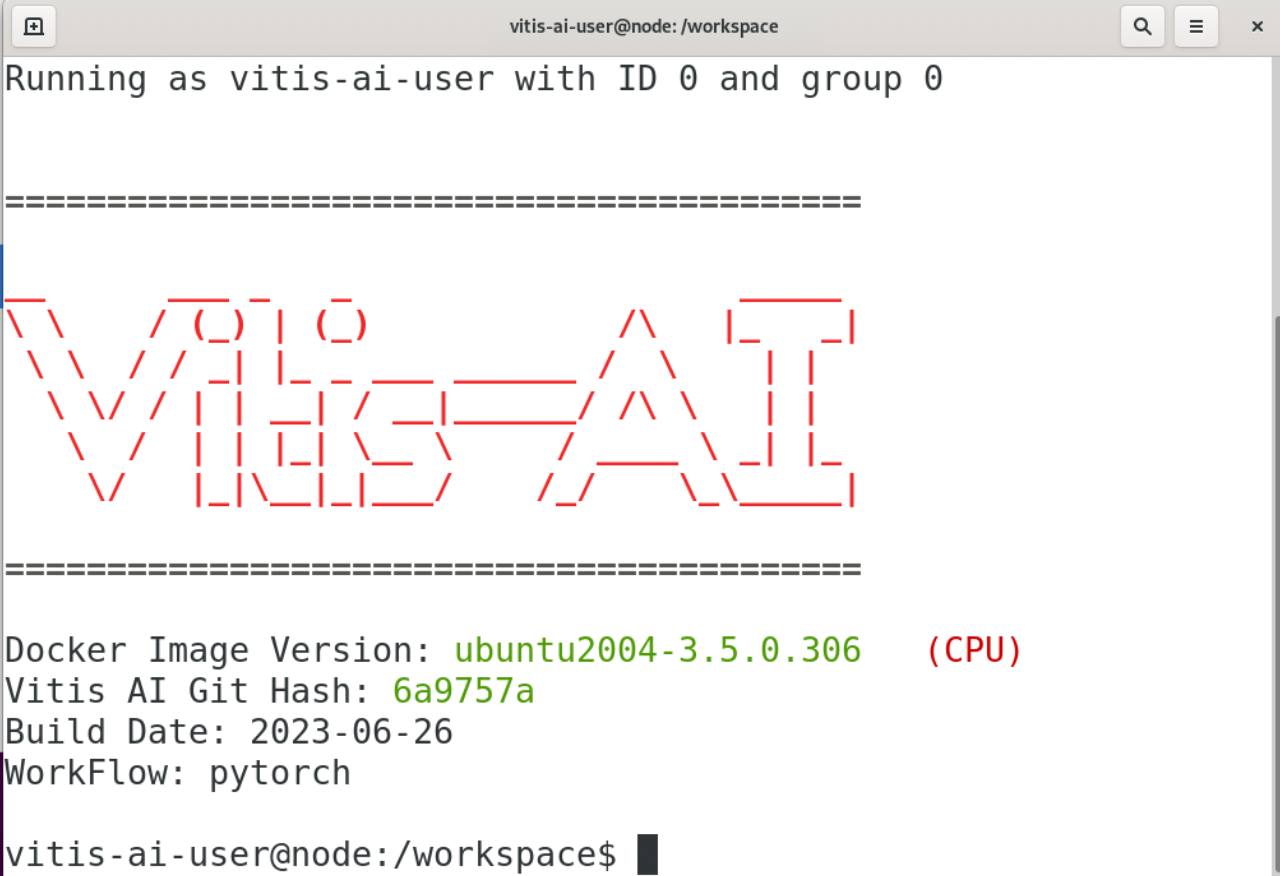 vitis-ai-user@node: /workspace
Running as vitis-ai-user with ID 0 and group 0
==========================================
Vitis-AI
==========================================
Docker Image Version: ubuntu2004-3.5.0.306 (CPU)
Vitis AI Git Hash: 6a9757a
Build Date: 2023-06-26
WorkFlow: pytorch
vitis-ai-user@node:/workspace$